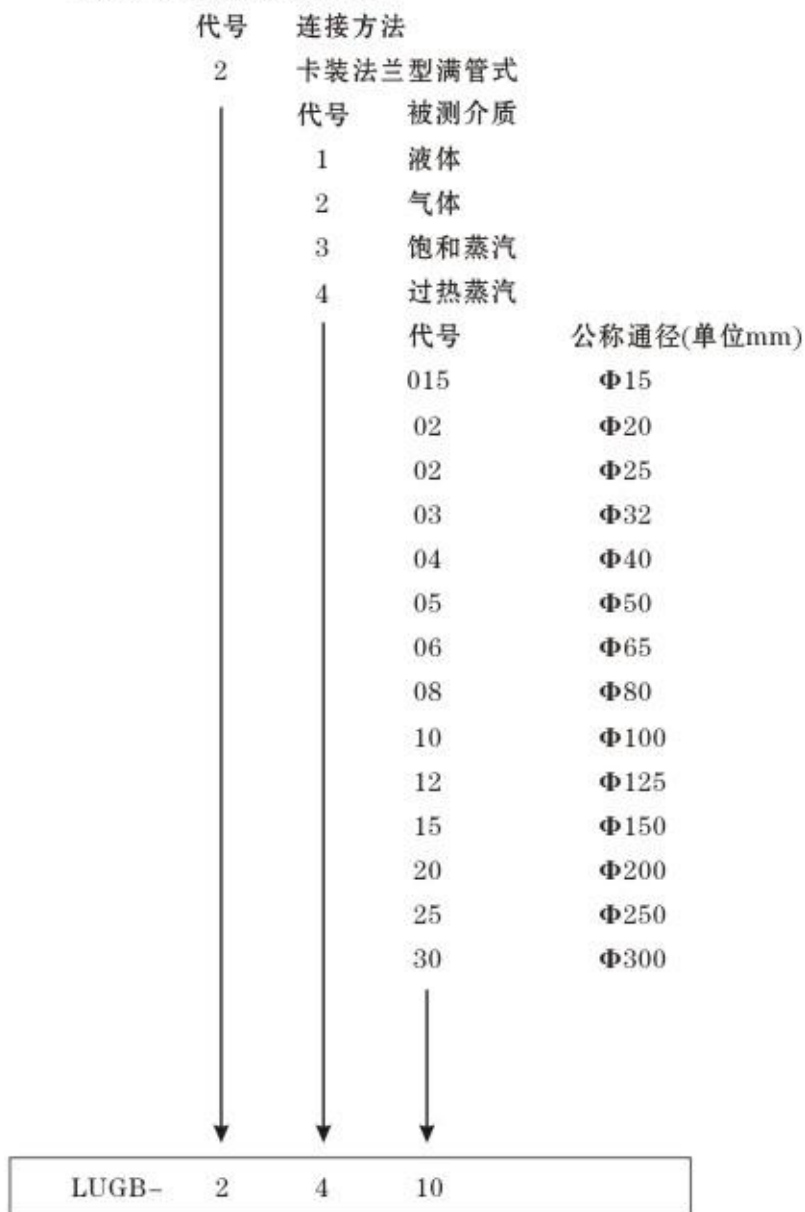 代号 连接方法
2 卡装法兰型满管式
代号 被测介质
1 液体
2 气体
3 饱和蒸汽
4 过热蒸汽
代号 公称通径(单位mm)
015 Φ15
02 Φ20
02 Φ25
03 Φ32
04 Φ40
05 Φ50
06 Φ65
08 Φ80
10 Φ100
12 Φ125
15 Φ150
20 Φ200
25 Φ250
30 Φ300
LUGB- 2 4 10